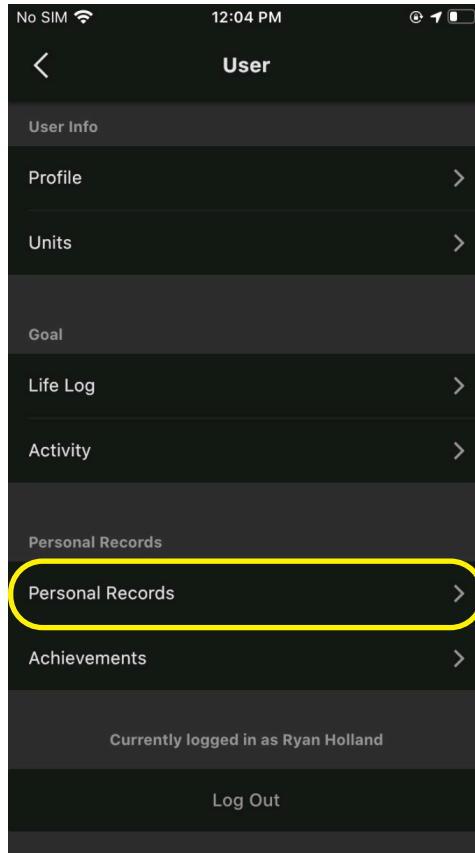 No SIM 12:04 PM
User
User Info
Profile
Units
Goal
Life Log
Activity
Personal Records
Personal Records
Achievements
Currently logged in as Ryan Holland
Log Out